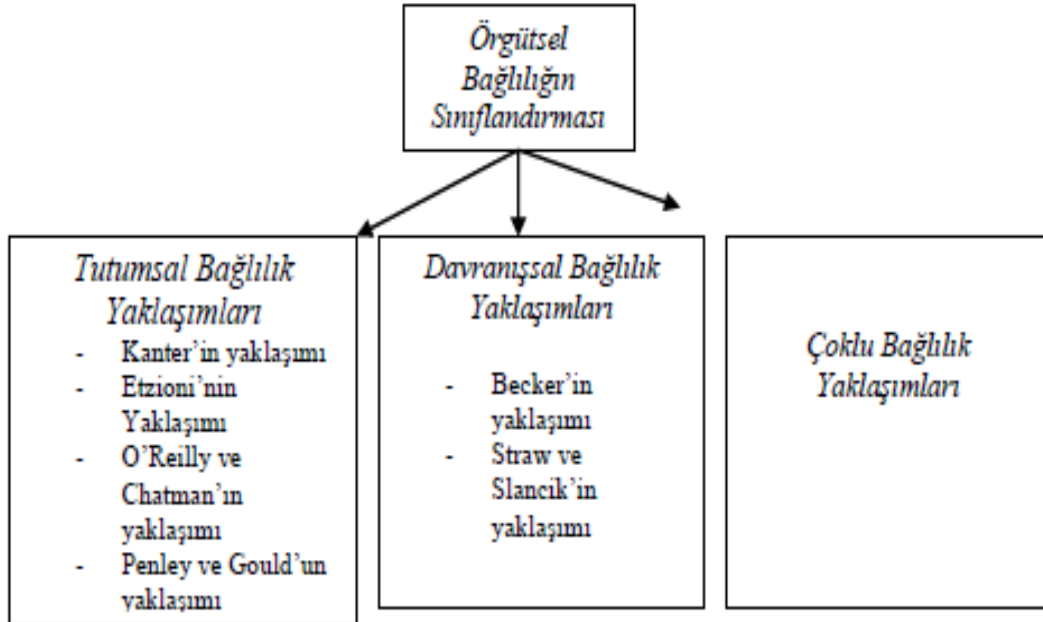 Örgütsel
Bağlılığın
Sınıflandırması
Tutumsal Bağlılık
Yaklaşımları
- Kanter’in yaklaşımı
- Etzioni’nin
Yaklaşımı
- O’Reilly ve
Chatman’ın
yaklaşımı
- Penley ve Gould’un
yaklaşımı
Davranışsal Bağlılık
Yaklaşımları
- Becker’in
yaklaşımı
- Straw ve
Slancik’in
yaklaşımı
Çoklu Bağlılık
Yaklaşımları